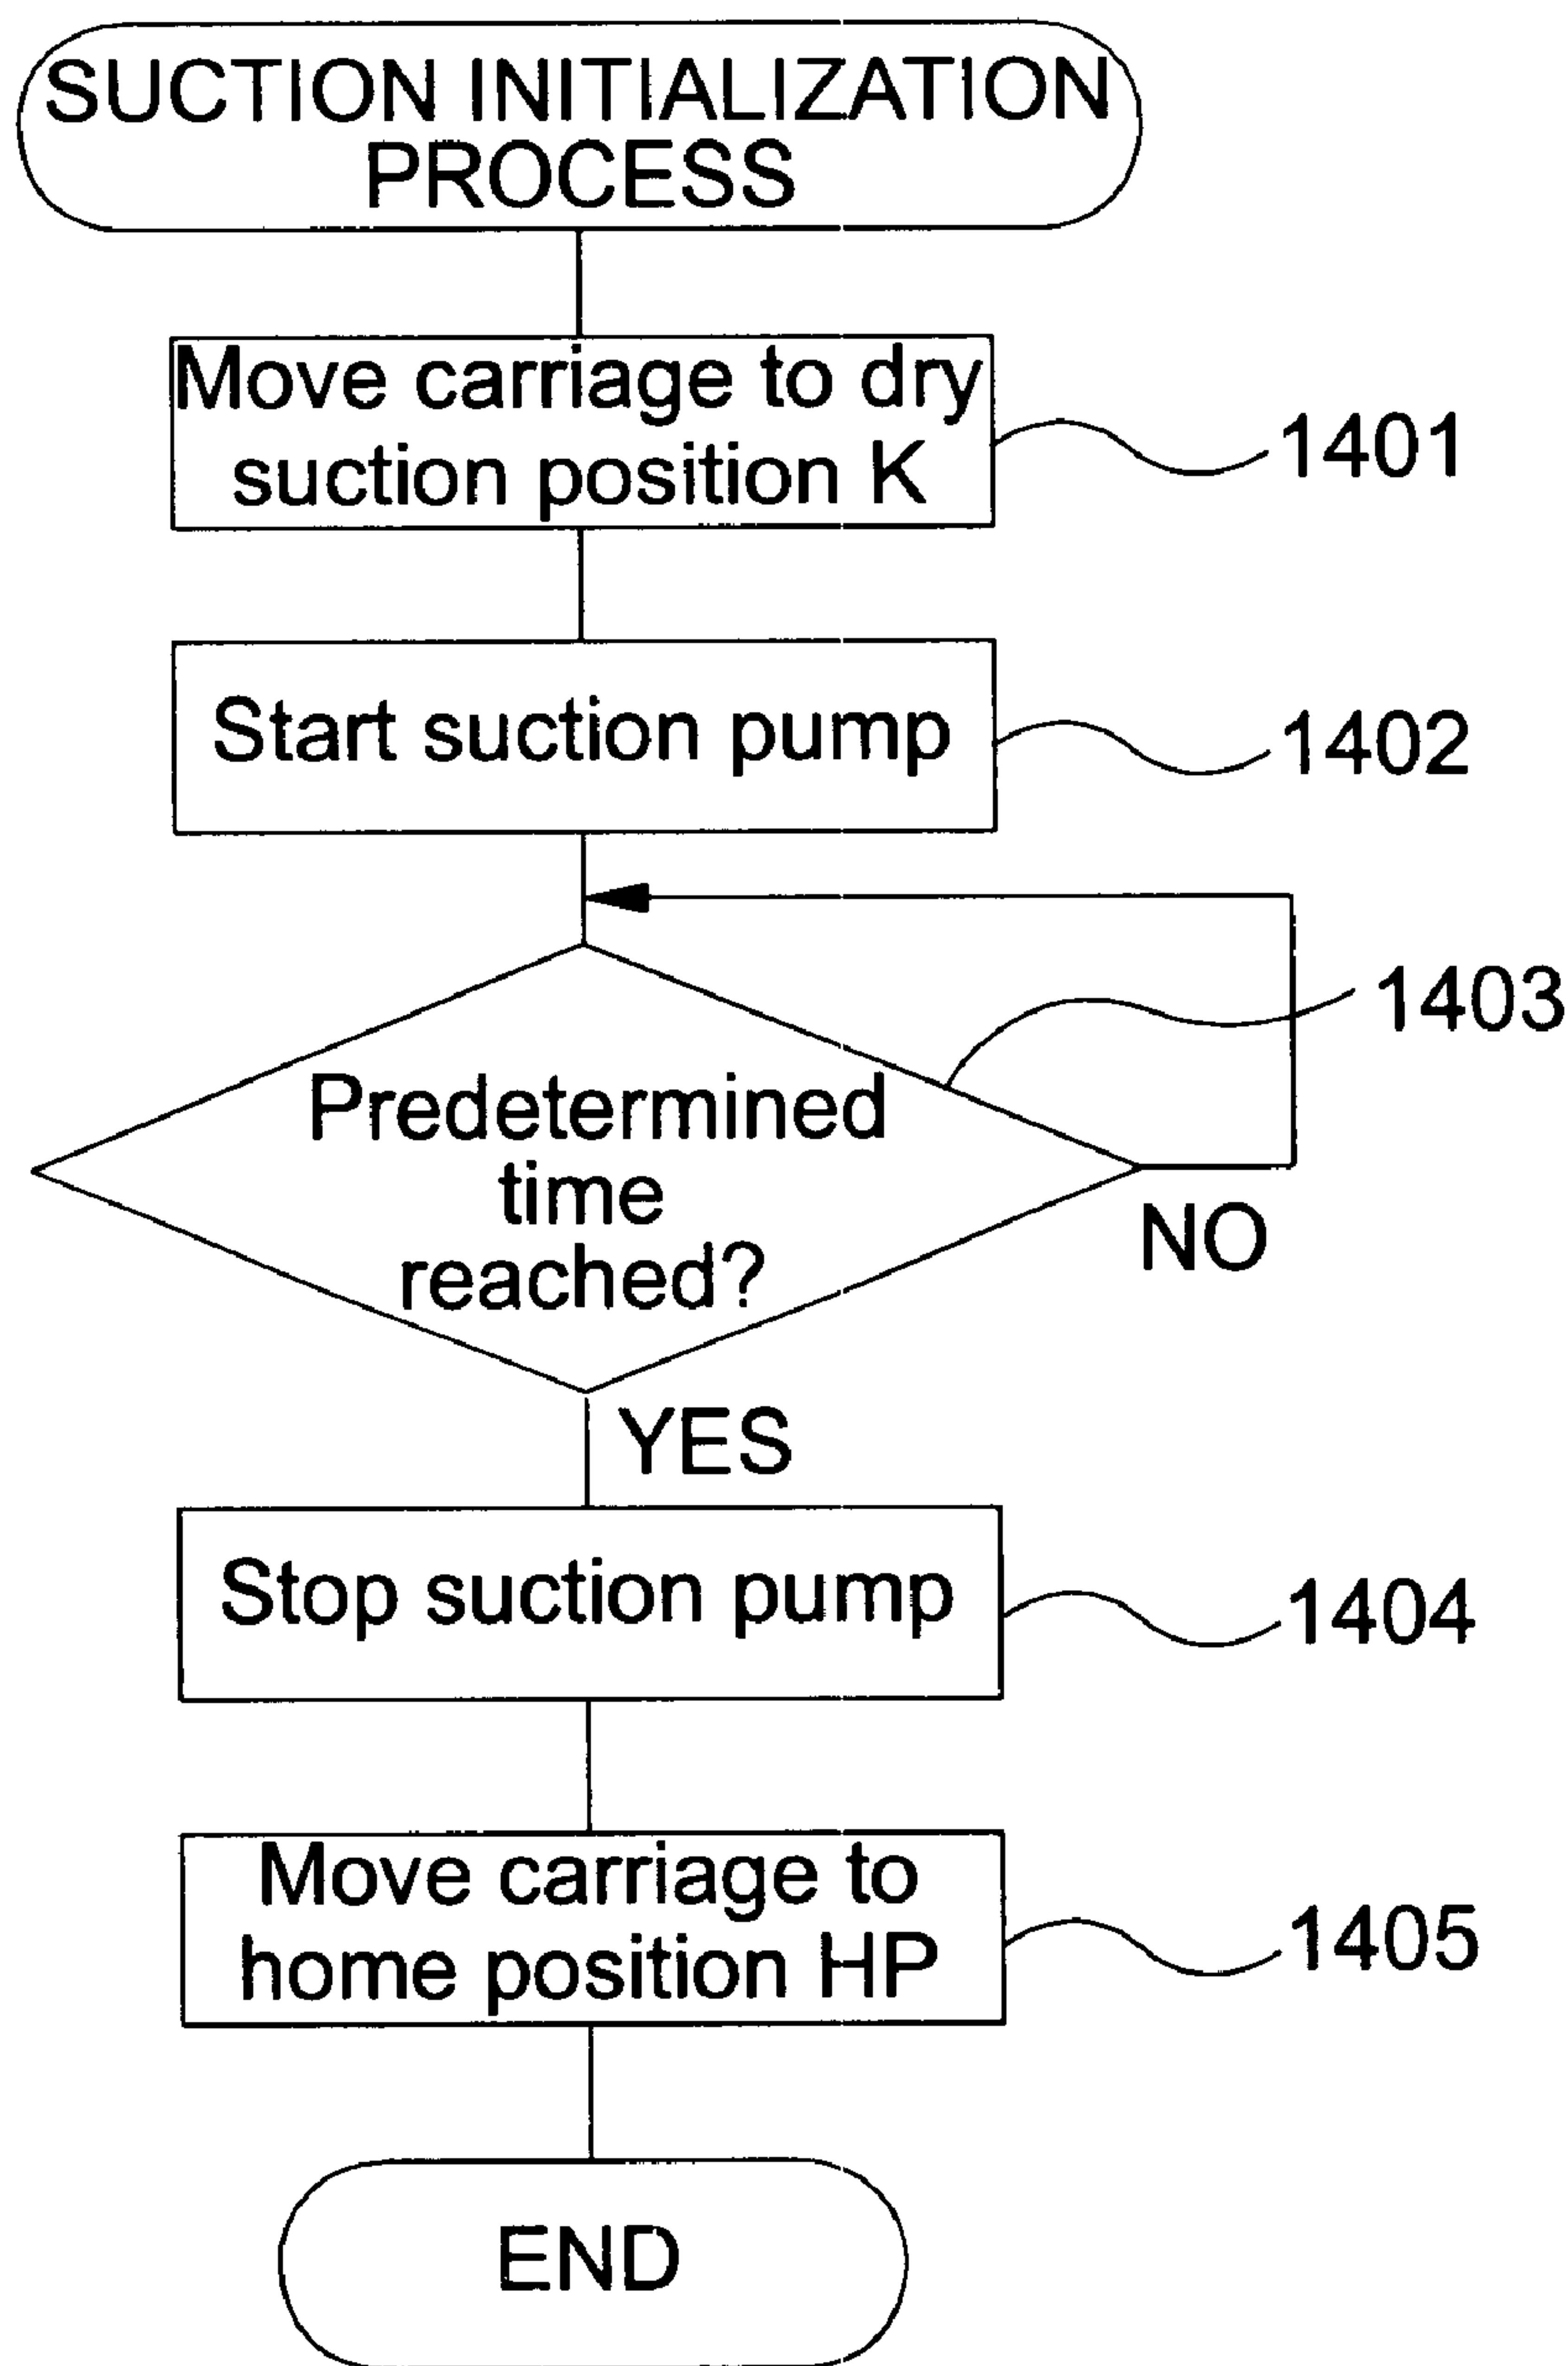 SUCTION INITIALIZATION
PROCESS
Move carriage to dry
suction position K
1401
Start suction pump
1402
1403
Predetermined
time
reached?
NO
YES
Stop suction pump
1404
Move carriage to
home position HP
1405
END